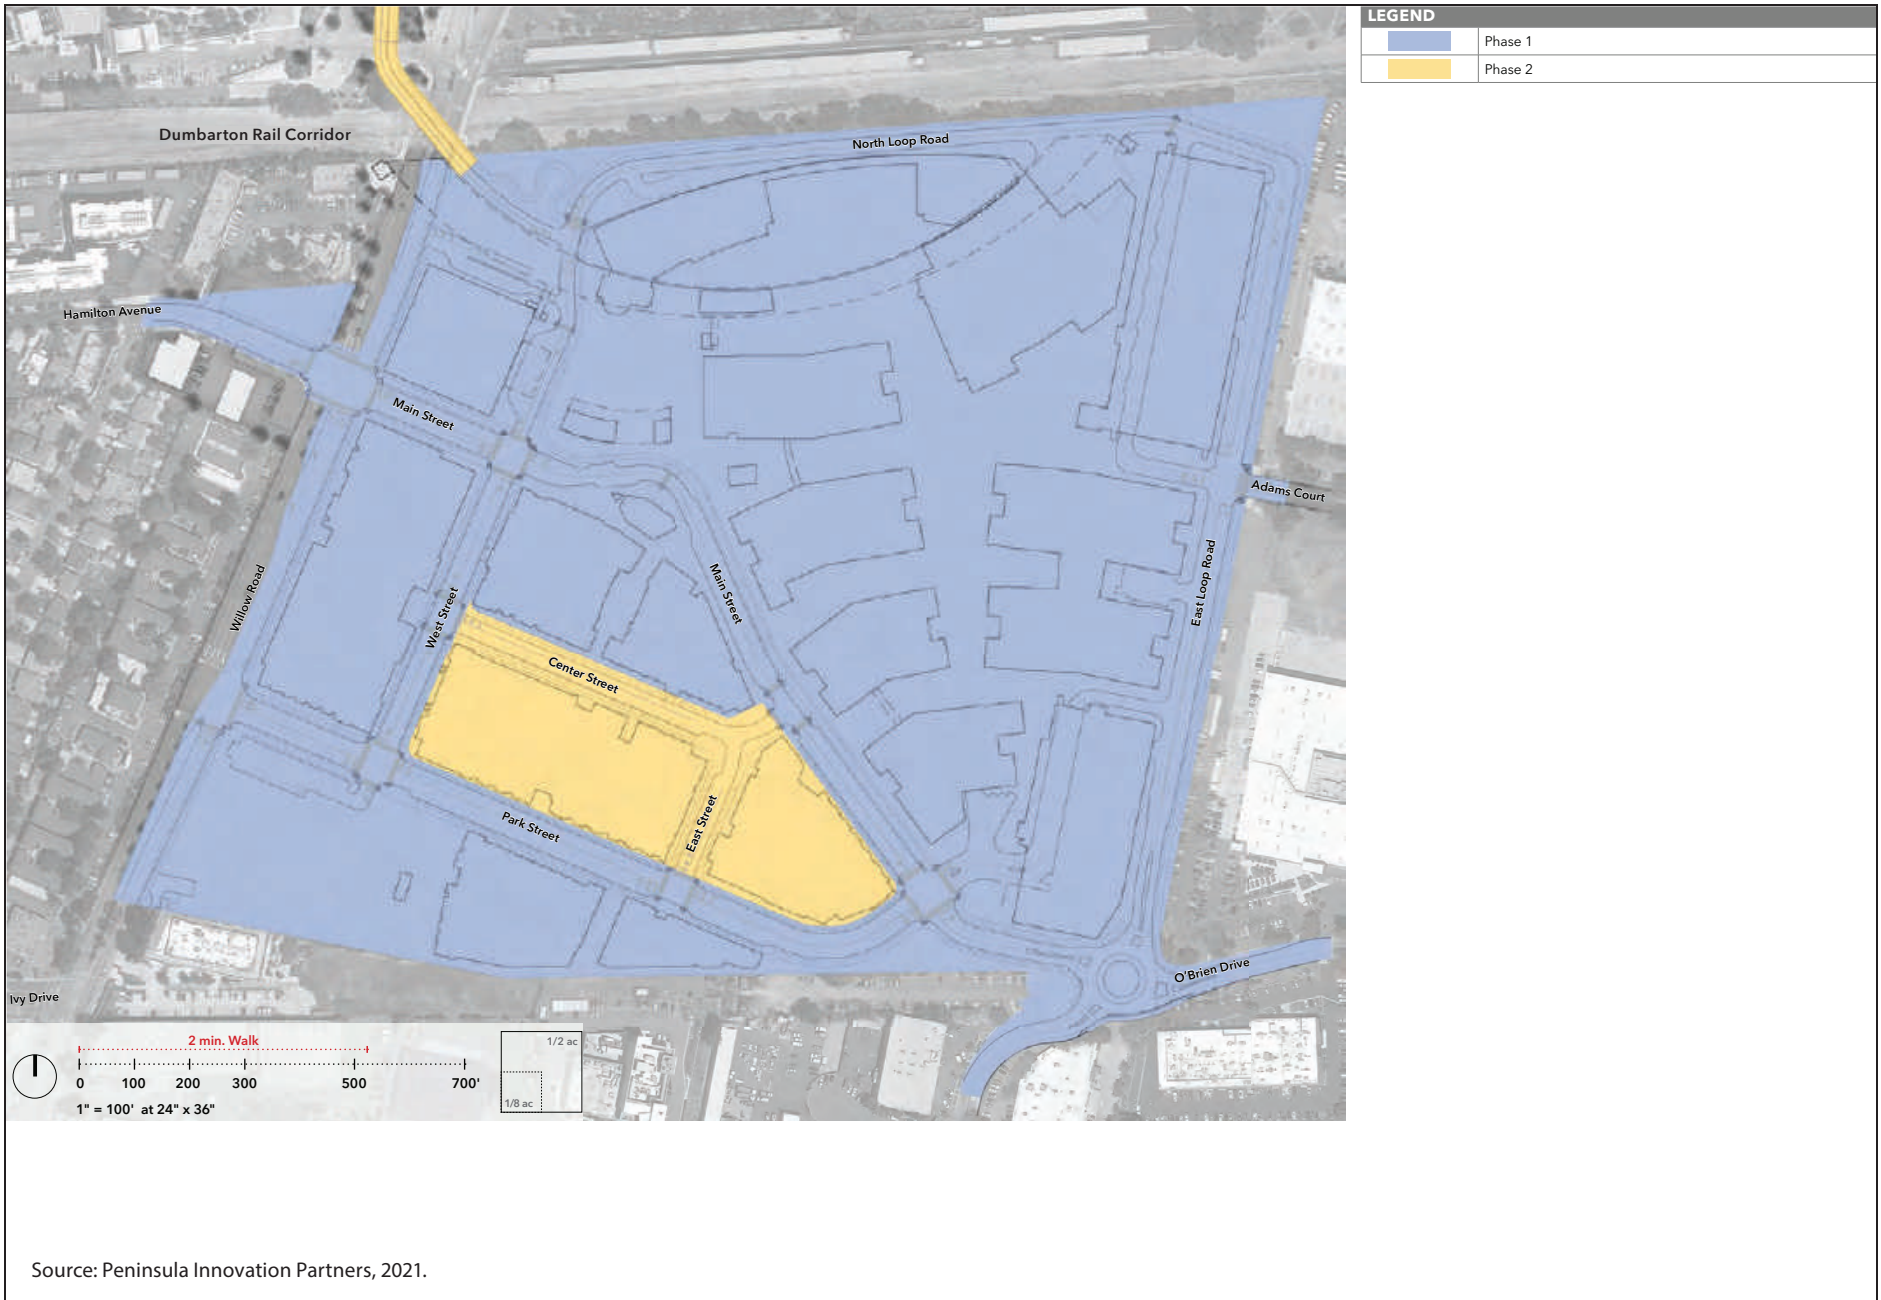 LEGEND
Phase 1
Phase 2
Dumbarton Rail Corridor
North Loop Road
Hamilton Avenue
Main Street
Adams Court
Willow Road
West Street
Main Street
East Loop Road
Center Street
Park Street
East Street
O'Brien Drive
Ivy Drive
2 min. Walk
0 100 200 300 500 700'
1" = 100' at 24" x 36"
1/2 ac
1/8 ac
Source: Peninsula Innovation Partners, 2021.